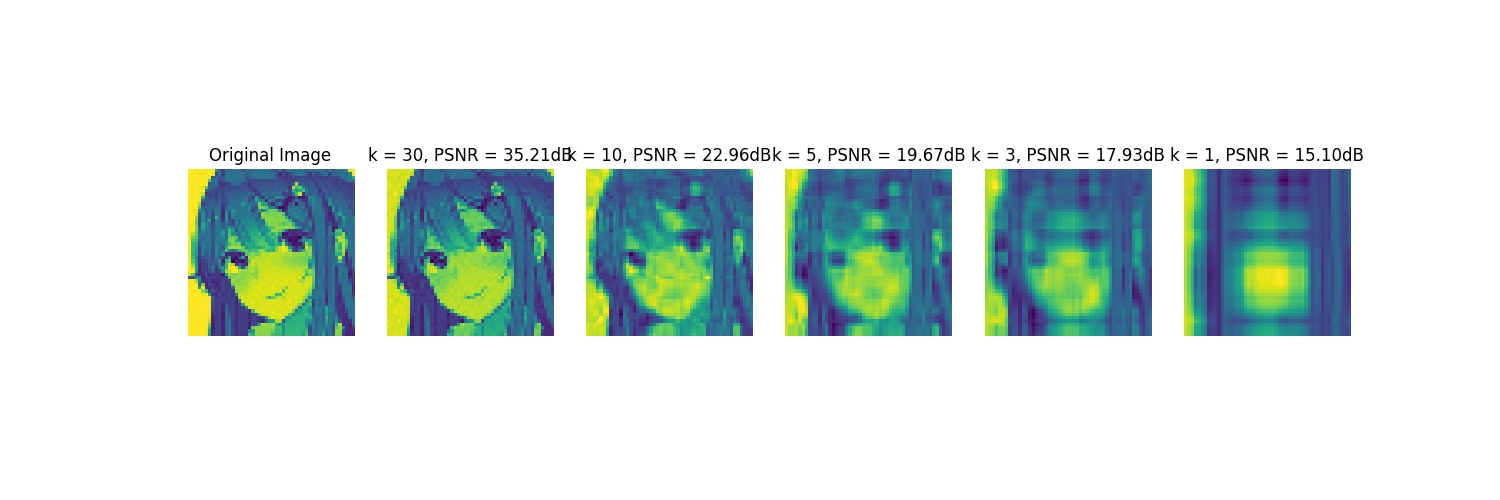 Original Image
k = 30, PSNR = 35.21dB
k = 10, PSNR = 22.96dB
k = 5, PSNR = 19.67dB
k = 3, PSNR = 17.93dB
k = 1, PSNR = 15.10dB